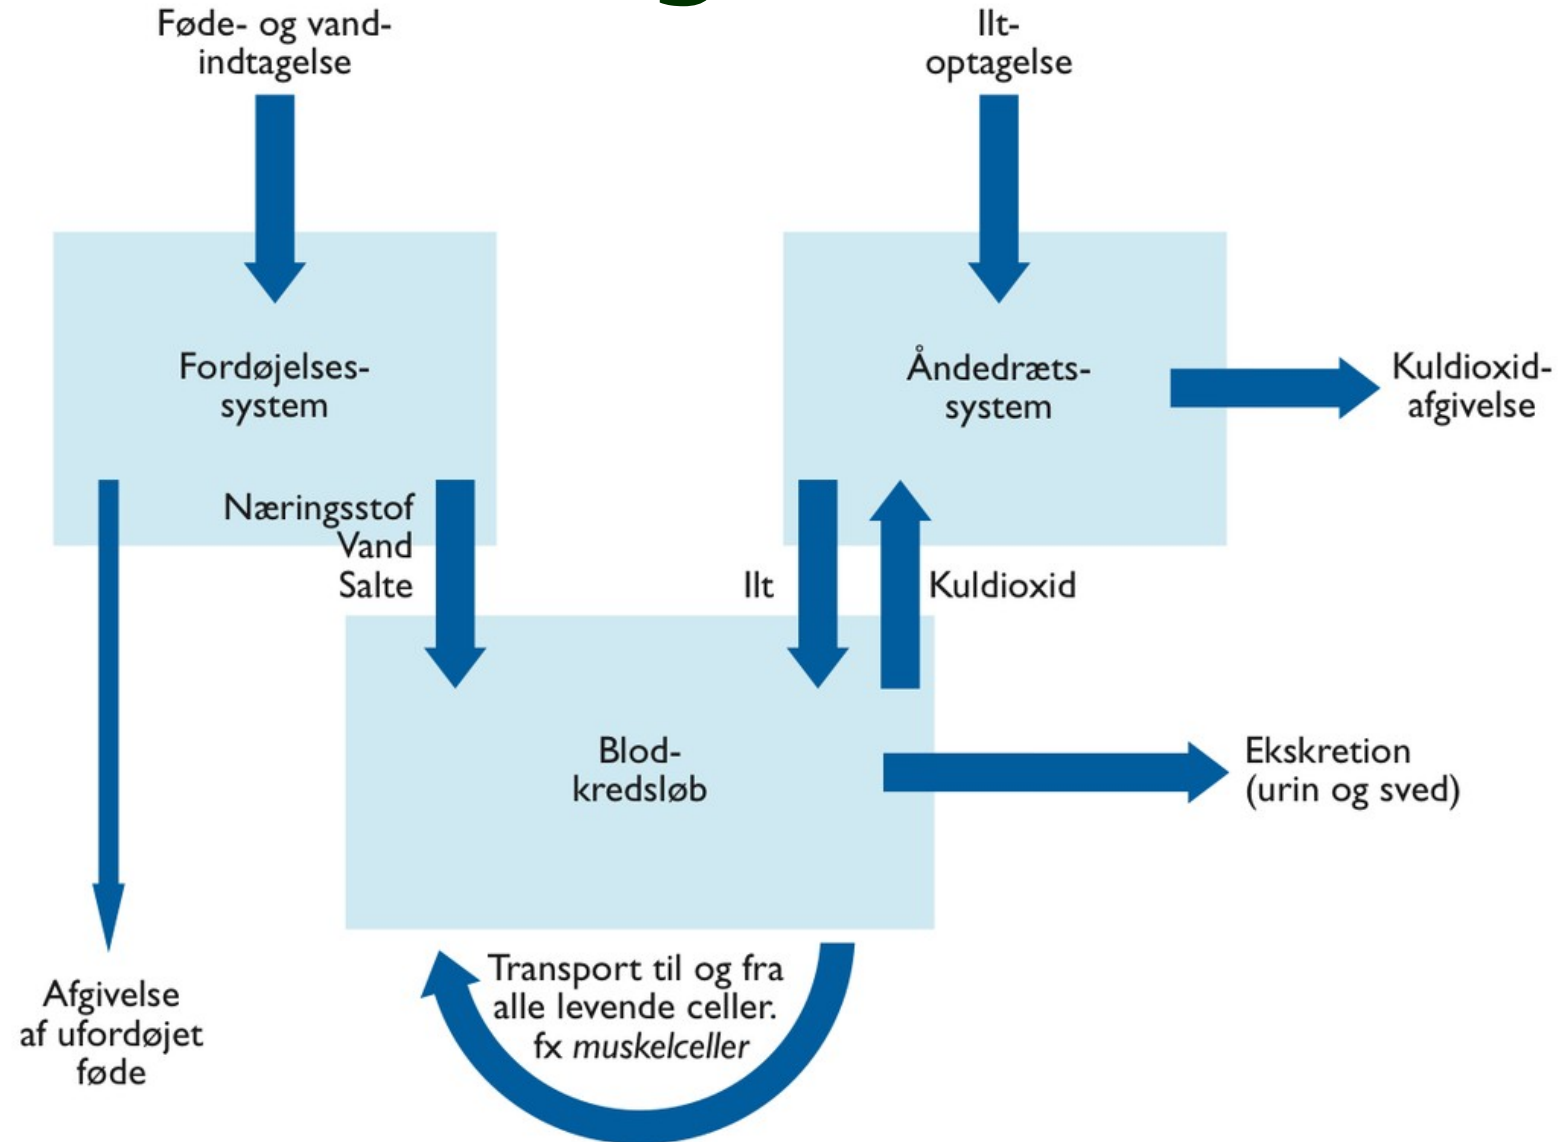 Føde- og vand-
indtagelse
Ilt-
optagelse
Fordøjelses-
system
Åndedræts-
system
Kuldioxid-
afgivelse
Næringsstof
Vand
Salte
Ilt
Kuldioxid
Blod-
kredsløb
Ekskretion
(urin og sved)
Transport til og fra
alle levende celler.
fx muskelceller
Afgivelse
af ufordøjet
føde